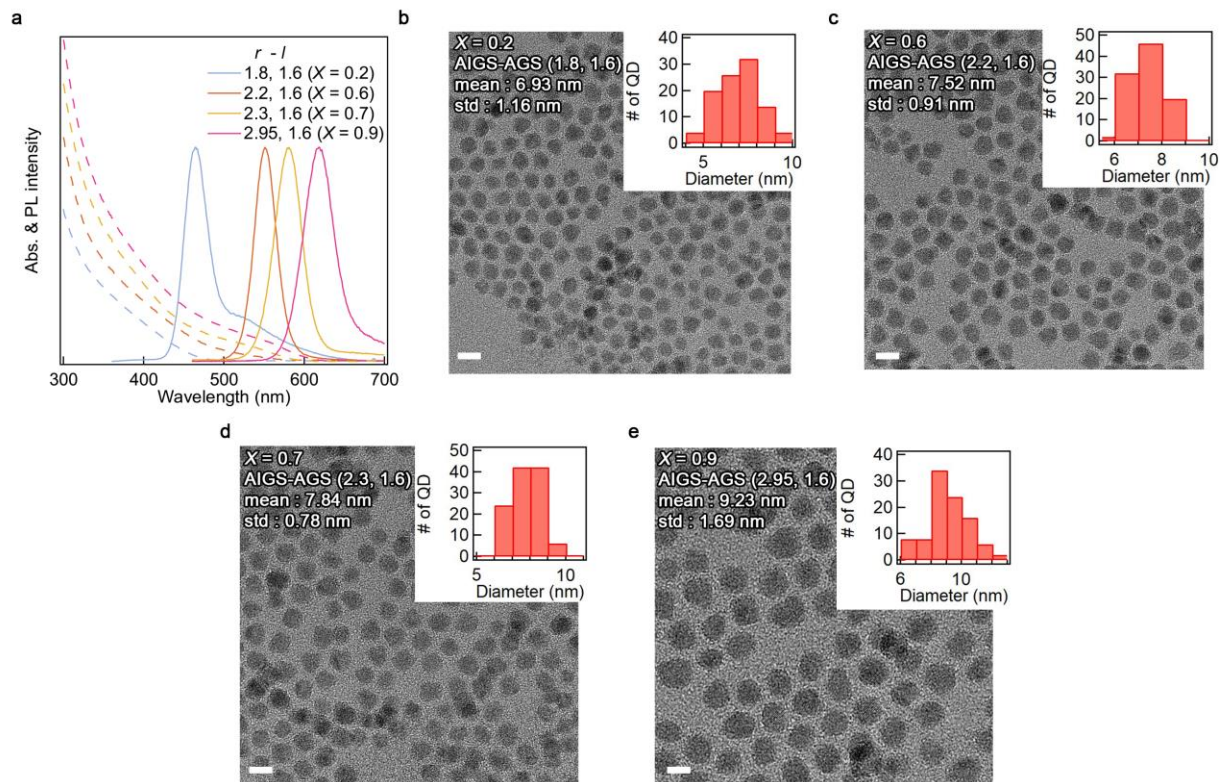 a
Abs. & PL intensity
r - l
1.8, 1.6 (X = 0.2)
2.2, 1.6 (X = 0.6)
2.3, 1.6 (X = 0.7)
2.95, 1.6 (X = 0.9)
300 400 500 600 700
Wavelength (nm)
b
X = 0.2
AIGS-AGS (1.8, 1.6)
mean : 6.93 nm
std : 1.16 nm
# of QD
40
30
20
10
0
5 10
Diameter (nm)
c
X = 0.6
AIGS-AGS (2.2, 1.6)
mean : 7.52 nm
std : 0.91 nm
# of QD
50
40
30
20
10
0
6 8 10
Diameter (nm)
d
X = 0.7
AIGS-AGS (2.3, 1.6)
mean : 7.84 nm
std : 0.78 nm
# of QD
50
40
30
20
10
0
5 10
Diameter (nm)
e
X = 0.9
AIGS-AGS (2.95, 1.6)
mean : 9.23 nm
std : 1.69 nm
# of QD
40
30
20
10
0
6 10
Diameter (nm)